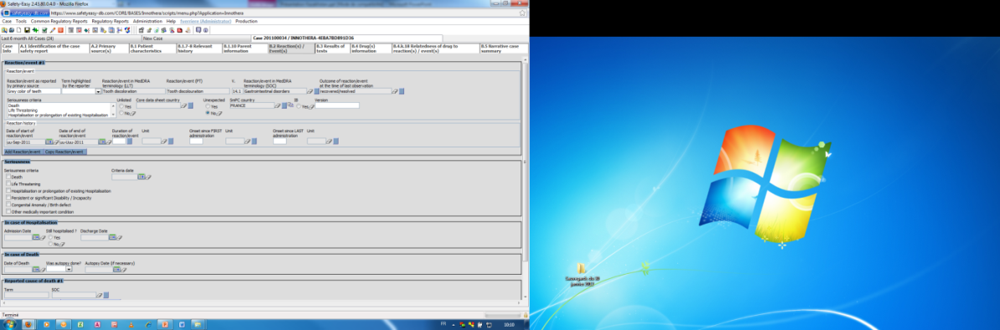 Safety-Easy 2.43.80.0.4.0 - Mozilla Firefox
https://www.safetyeasy-db.com/CORE/BASES/Innothera/scripts/menu.php?Application=Innothera
Case Tools Common Regulatory Reports Regulatory Reports Administration Help (Administrator) Production
Last 6 month All Cases (24) New Case Case 201100034 / INNOTHERA-4EBA7BD891D36
Case Info A.1 Identification of the case safety report A.2 Primary source(s) B.1 Patient characteristics B.1.7-8 Relevant history B.1.10 Parent information B.2 Reaction(s) / Event(s) B.3 Results of tests B.4 Drug(s) information B.4.k.18 Relatedness of drug to reaction(s) / event(s) B.5 Narrative case summary
Reaction/event #1
Reaction/event
Reaction/event as reported by primary source Term highlighted by the reporter Reaction/event in MedDRA terminology (LLT) Reaction/event (PT) V. Reaction/event in MedDRA terminology (SOC) Outcome of reaction/event at the time of last observation
Grey color of teeth Tooth discoloration Tooth discolouration 14.1 Gastrointestinal disorders recovered/resolved
Seriousness criteria Unlisted Core data sheet country Unexpected SmPC country IB Version
Death Yes Yes FRANCE Yes
Life Threatening
Hospitalisation or prolongation of existing Hospitalisation No No
Reaction history
Date of start of reaction/event Date of end of reaction/event Duration of reaction/event Unit Onset since FIRST administration Unit Onset since LAST administration Unit
uu-Sep-2011 uu-Uuu-2011
Add Reaction/event Copy Reaction/event
Seriousness
Seriousness criteria Criteria date
Death
Life Threatening
Hospitalisation or prolongation of existing Hospitalisation
Persistent or significant Disability / Incapacity
Congenital Anomaly / Birth defect
Other medically important condition
In case of Hospitalisation
Admission Date Still hospitalised ? Discharge Date
Yes
No
In case of Death
Date of Death Was autopsy done? Autopsy Date (if necessary)
Reported cause of death #1
Term SOC
Terminé
FR 10:10